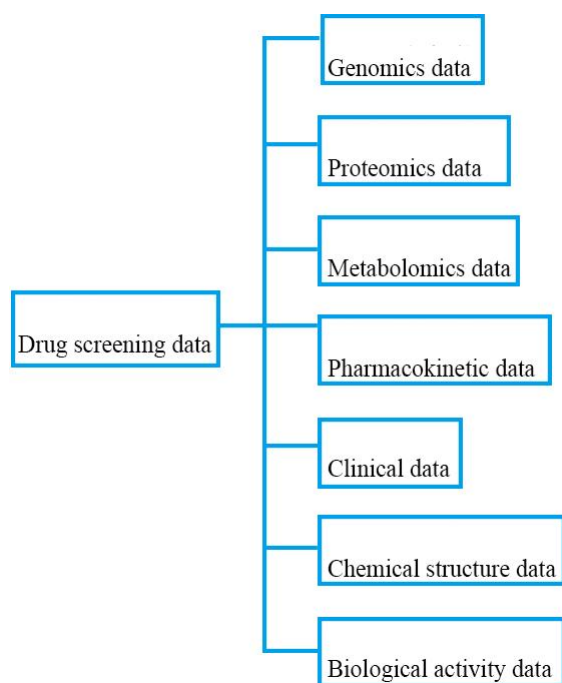 Genomics data
Proteomics data
Metabolomics data
Drug screening data
Pharmacokinetic data
Clinical data
Chemical structure data
Biological activity data